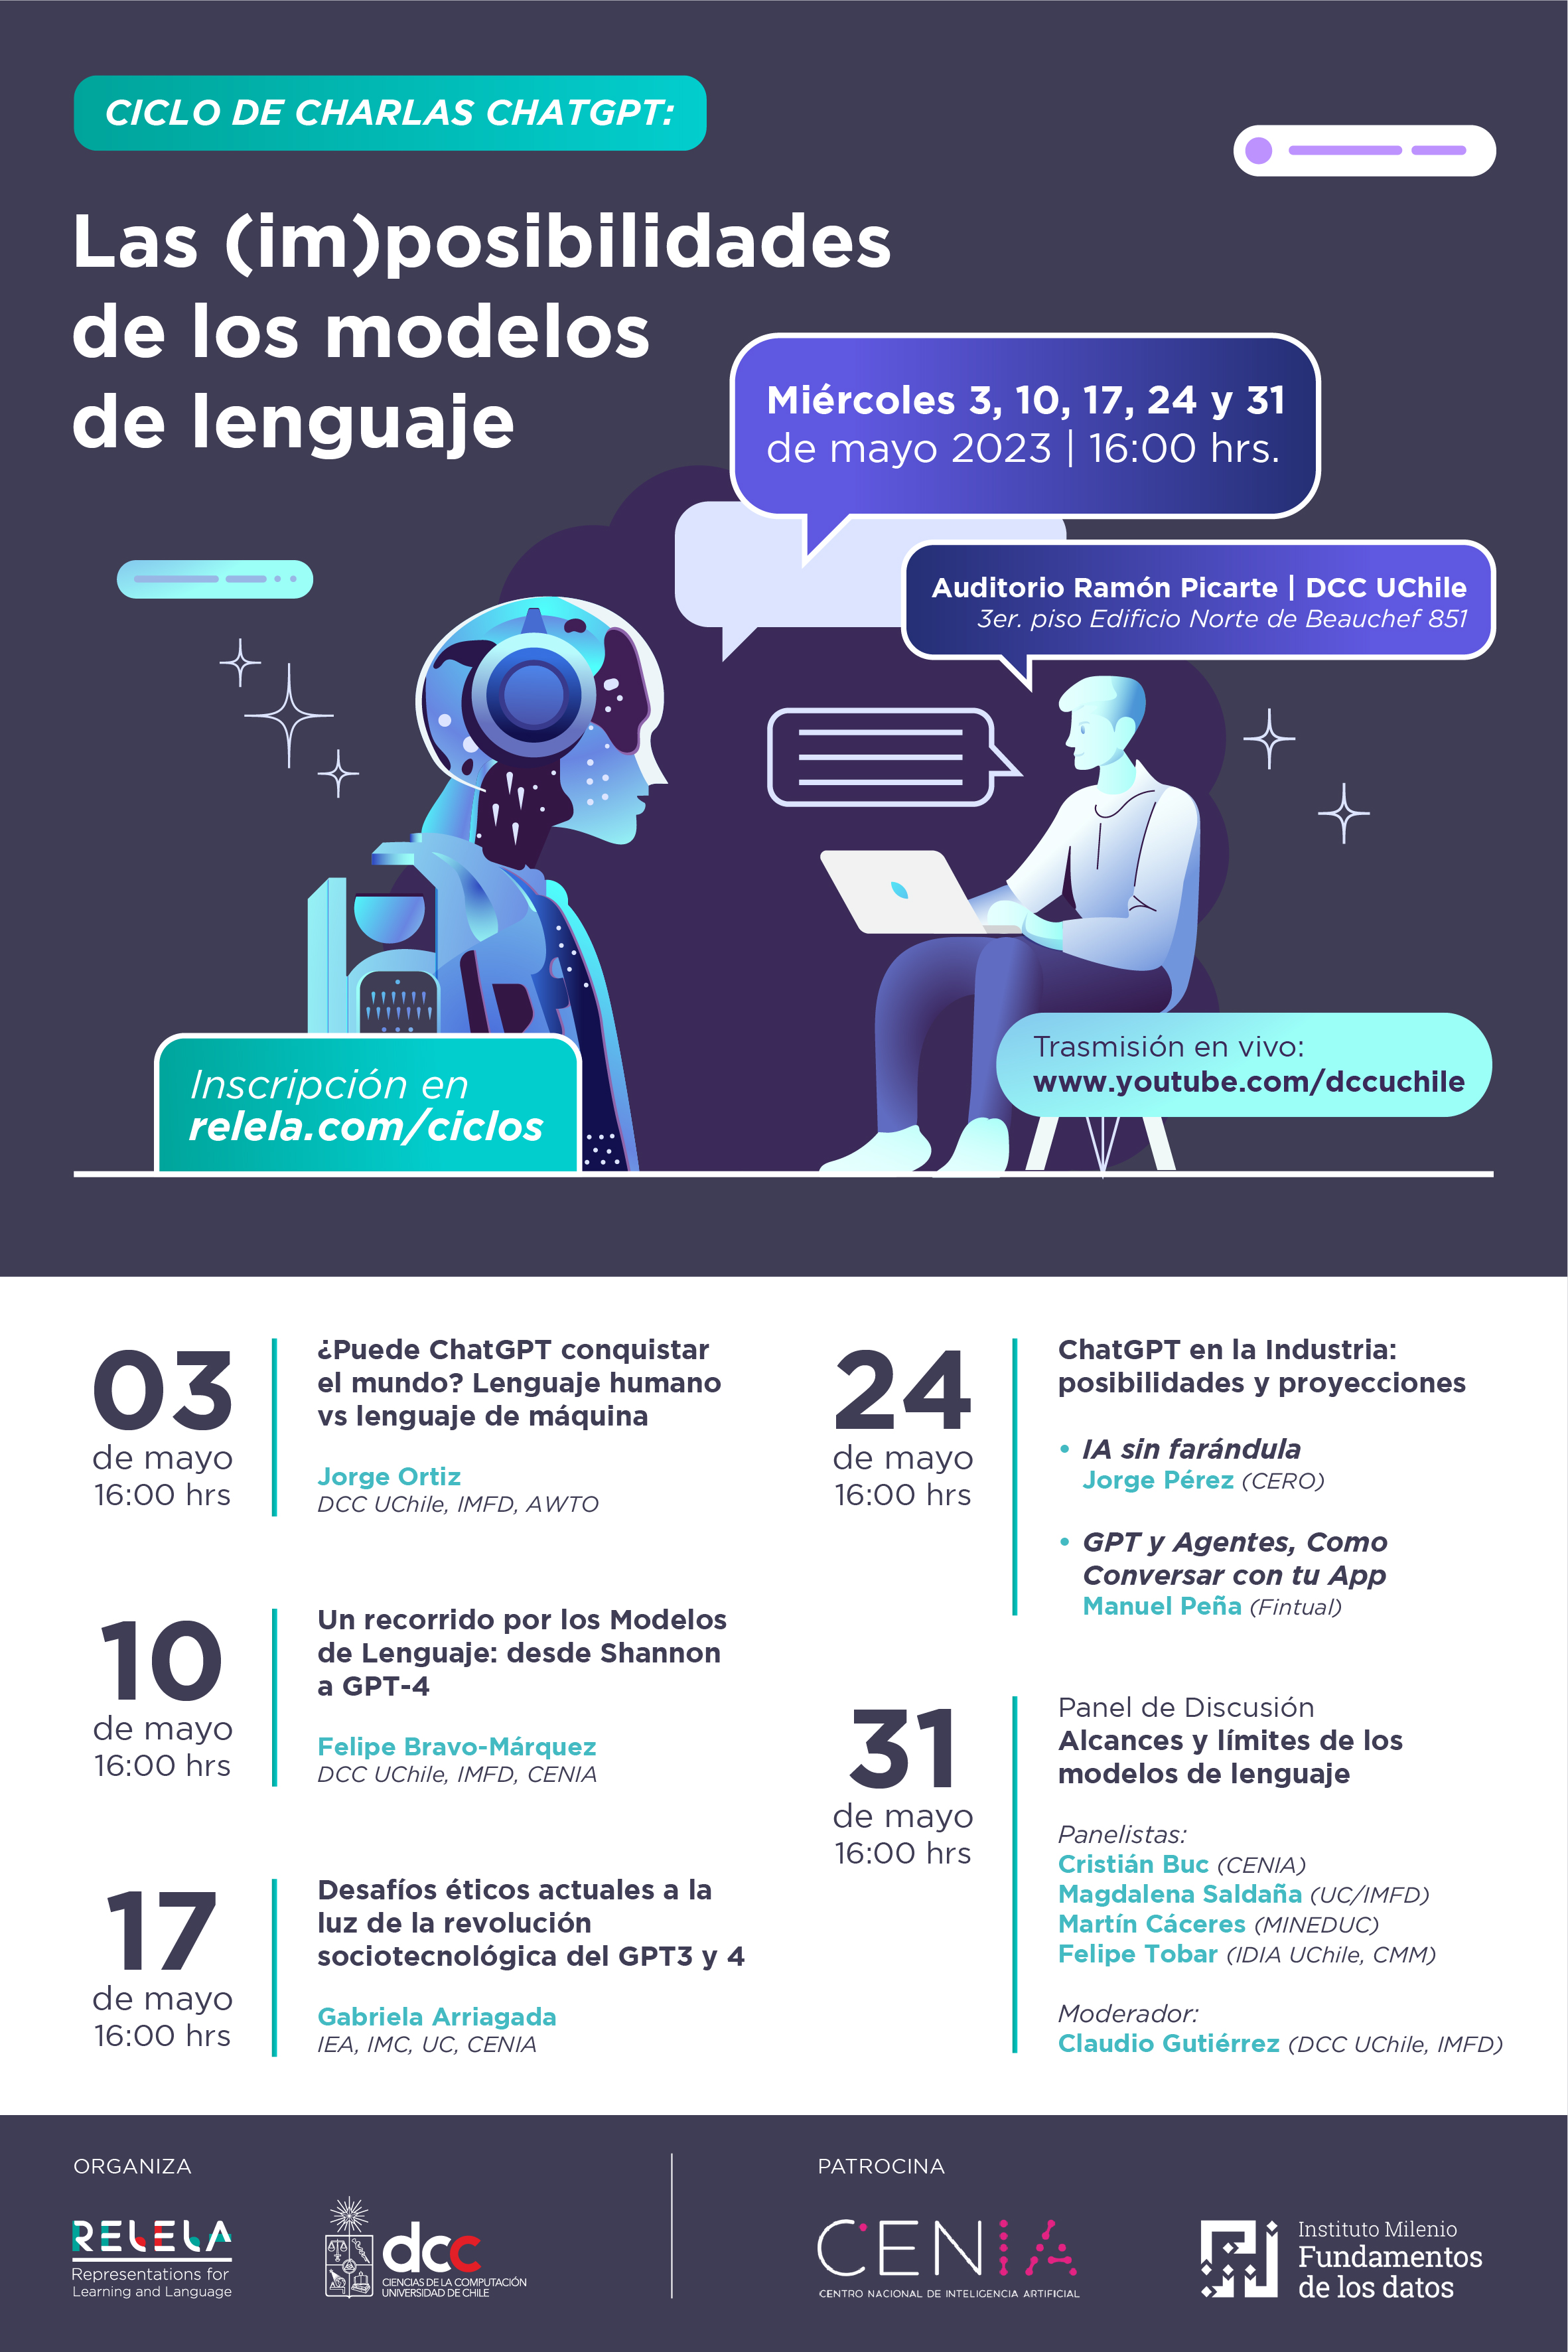 CICLO DE CHARLAS CHATGPT:
Las (im)posibilidades
de los modelos
de lenguaje
Miércoles 3, 10, 17, 24 y 31
de mayo 2023 | 16:00 hrs.
Auditorio Ramón Picarte | DCC UChile
3er. piso Edificio Norte de Beauchef 851
Inscripción en
relela.com/ciclos
Trasmisión en vivo:
www.youtube.com/dccuchile
03
de mayo
16:00 hrs
¿Puede ChatGPT conquistar
el mundo? Lenguaje humano
vs lenguaje de máquina
Jorge Ortiz
DCC UChile, IMFD, AWTO
10
de mayo
16:00 hrs
Un recorrido por los Modelos
de Lenguaje: desde Shannon
a GPT-4
Felipe Bravo-Márquez
DCC UChile, IMFD, CENIA
17
de mayo
16:00 hrs
Desafíos éticos actuales a la
luz de la revolución
sociotecnológica del GPT3 y 4
Gabriela Arriagada
IEA, IMC, UC, CENIA
24
de mayo
16:00 hrs
ChatGPT en la Industria:
posibilidades y proyecciones
• IA sin farándula
Jorge Pérez (CERO)
• GPT y Agentes, Como
Conversar con tu App
Manuel Peña (Fintual)
31
de mayo
16:00 hrs
Panel de Discusión
Alcances y límites de los
modelos de lenguaje
Panelistas:
Cristián Buc (CENIA)
Magdalena Saldaña (UC/IMFD)
Martín Cáceres (MINEDUC)
Felipe Tobar (IDIA UChile, CMM)
Moderador:
Claudio Gutiérrez (DCC UChile, IMFD)
ORGANIZA
RELELA
Representations for
Learning and Language
dcc
CIENCIAS DE LA COMPUTACIÓN
UNIVERSIDAD DE CHILE
PATROCINA
CENIA
CENTRO NACIONAL DE INTELIGENCIA ARTIFICIAL
Instituto Milenio
Fundamentos
de los datos